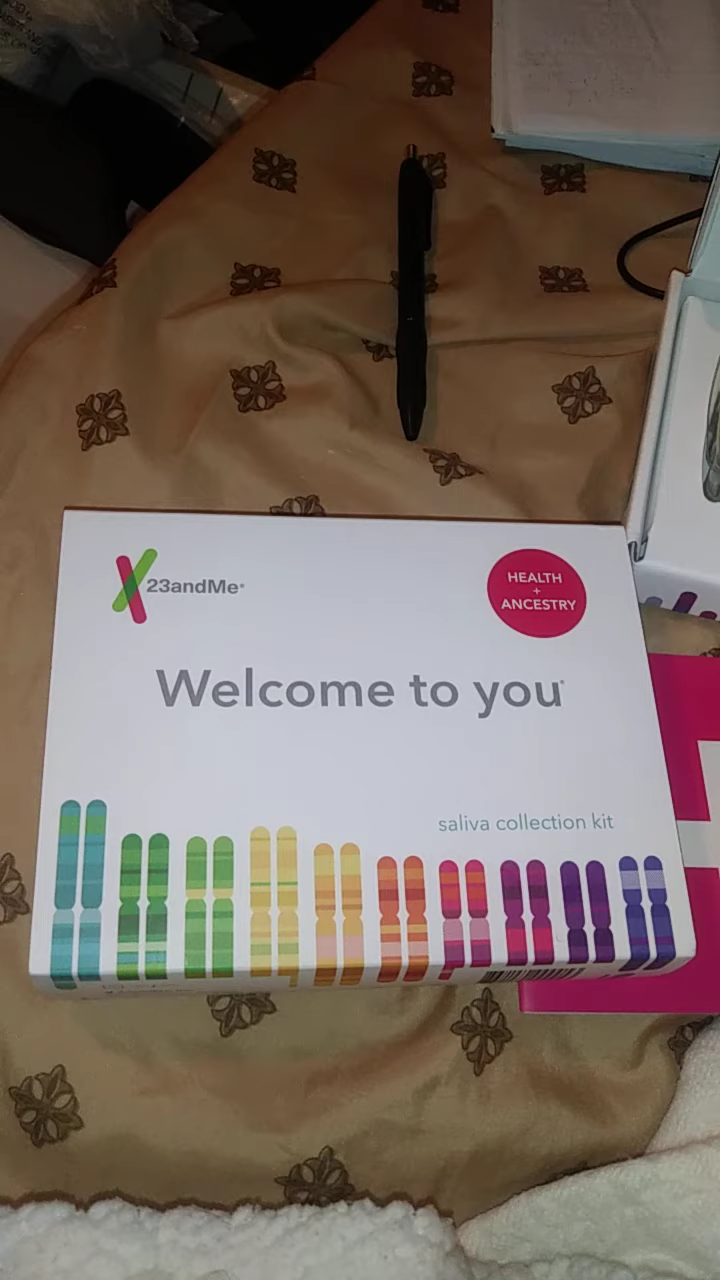 23andMe®
HEALTH
+
ANCESTRY
Welcome to you®
saliva collection kit